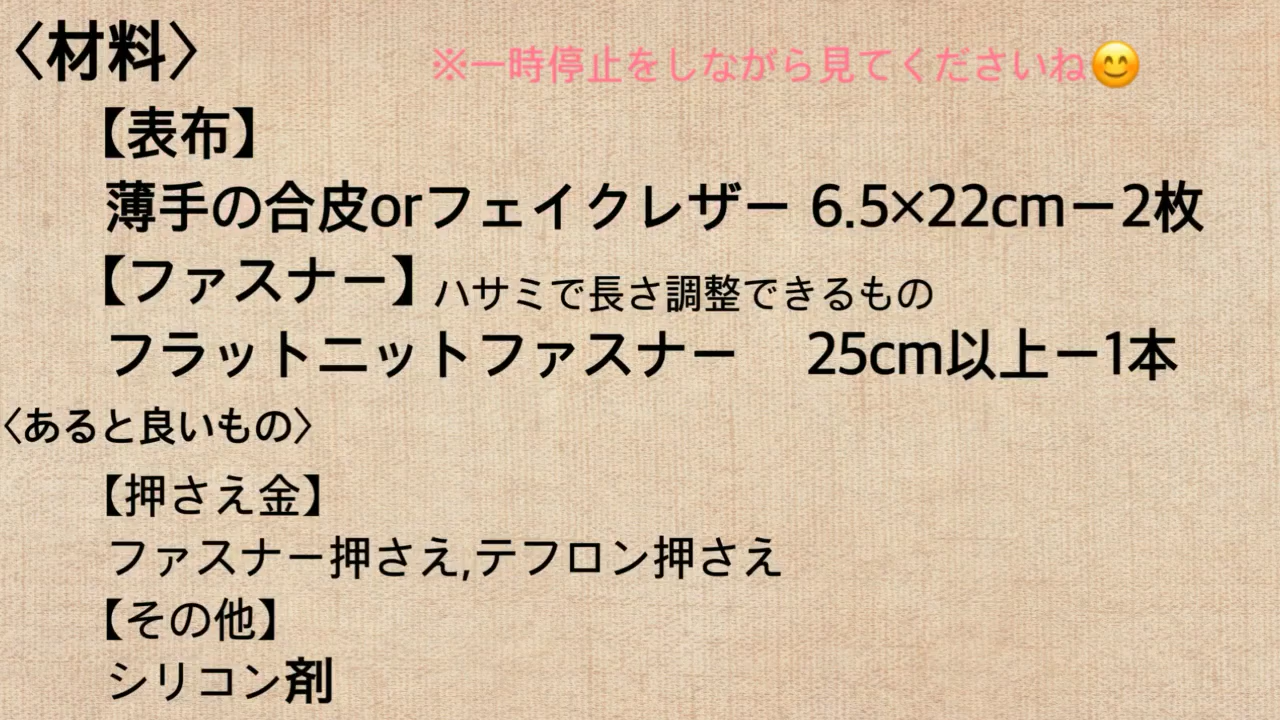 〈材料〉
※一時停止をしながら見てくださいね😊
【表布】
薄手の合皮orフェイクレザー 6.5×22cmー2枚
【ファスナー】ハサミで長さ調整できるもの
フラットニットファスナー 25cm以上ー1本
〈あると良いもの〉
【押さえ金】
ファスナー押さえ,テフロン押さえ
【その他】
シリコン剤